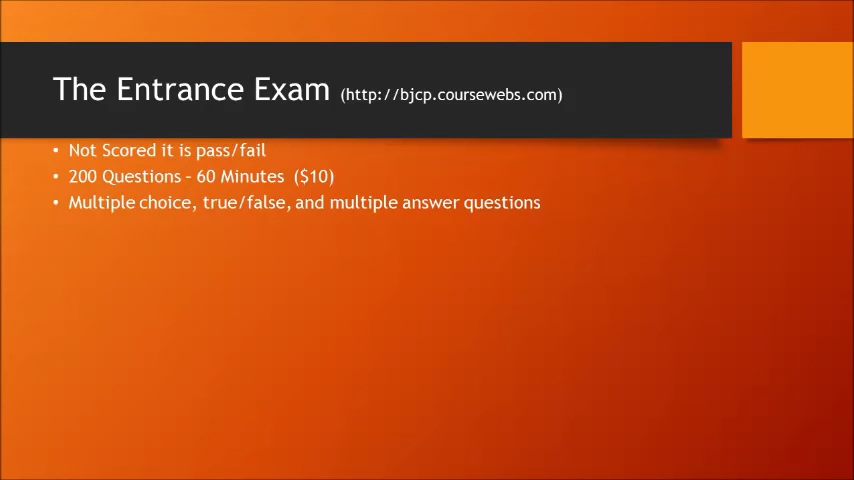 The Entrance Exam (http://bjcp.coursewebs.com)
• Not Scored it is pass/fail
• 200 Questions – 60 Minutes ($10)
• Multiple choice, true/false, and multiple answer questions